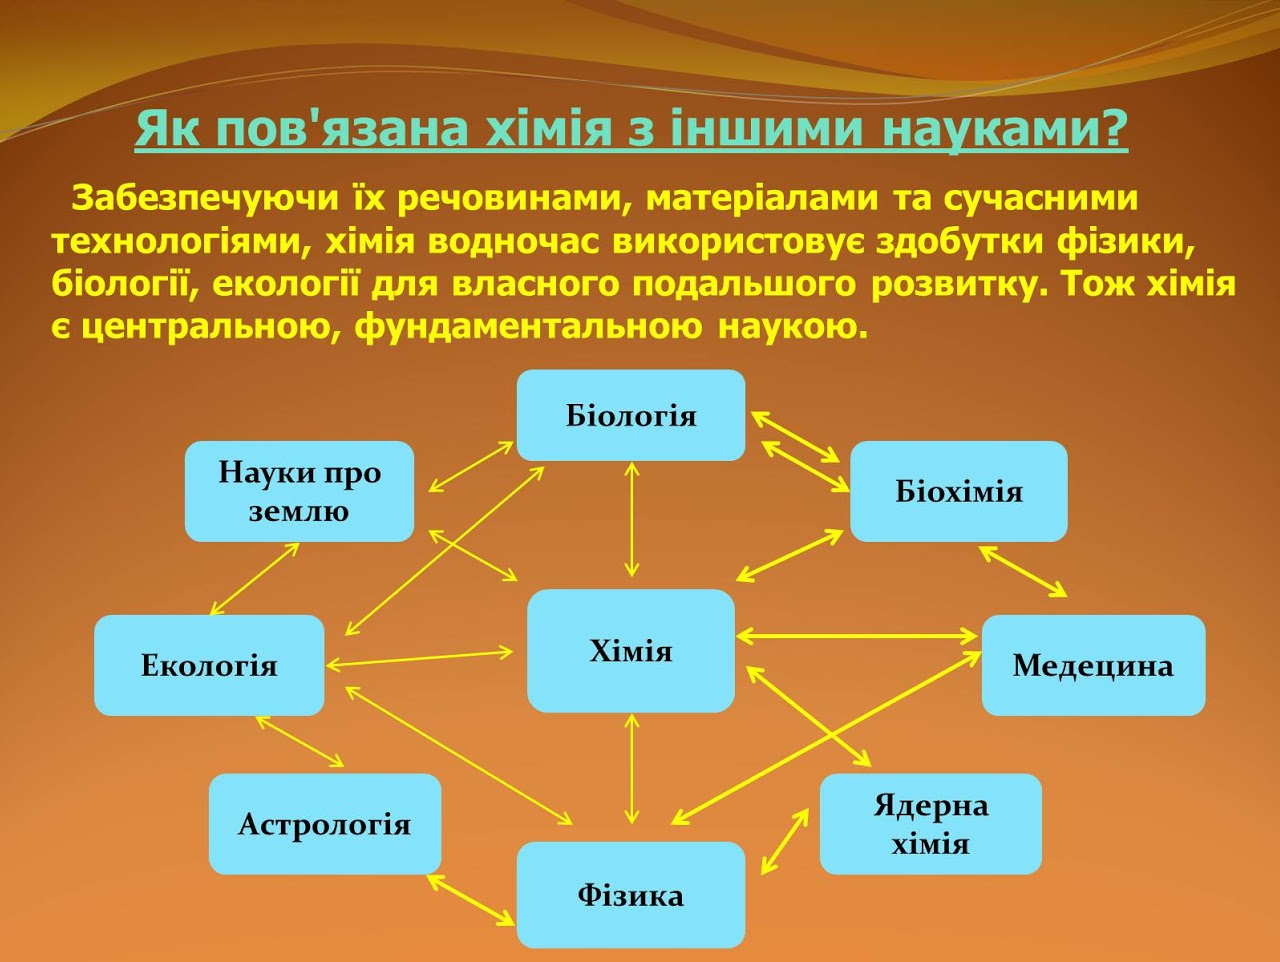 Як пов'язана хімія з іншими науками?
Забезпечуючи їх речовинами, матеріалами та сучасними
технологіями, хімія водночас використовує здобутки фізики,
біології, екології для власного подальшого розвитку. Тож хімія
є центральною, фундаментальною наукою.
Біологія
Науки про
землю
Біохімія
Хімія
Екологія
Медецина
Астрологія
Ядерна
хімія
Фізика